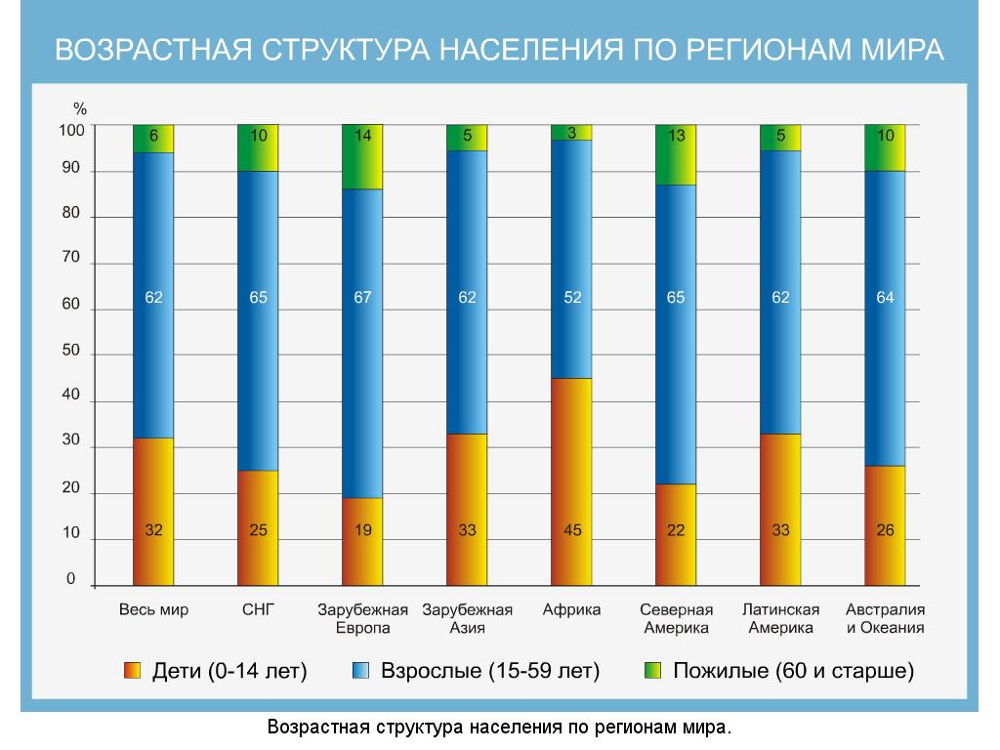 ВОЗРАСТНАЯ СТРУКТУРА НАСЕЛЕНИЯ ПО РЕГИОНАМ МИРА
%
100
90
80
70
60
50
40
30
20
10
0
6 10 14 5 3 13 5 10
62 65 67 62 52 65 62 64
32 25 19 33 45 22 33 26
Весь мир СНГ Зарубежная Зарубежная Африка Северная Латинская Австралия
Европа Азия Америка Америка и Океания
Дети (0-14 лет) Взрослые (15-59 лет) Пожилые (60 и старше)
Возрастная структура населения по регионам мира.